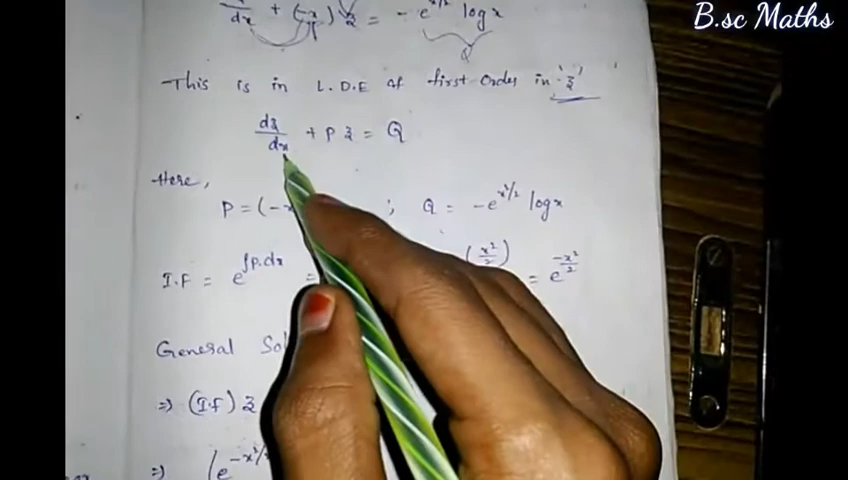 B.sc Maths
dz/dx + (-x) z = - e^{x²/2} log x
Q
This is in L.D.E of first Order in 'z'
dz/dx + P z = Q
Here,
P = (-x ; Q = -e^{x²/2} log x
I.F = e^{∫P.dx} = (x²/2) = e^{-x²/2}
General Sol
⇒ (I.F) z
⇒ (e^{-x²/2}